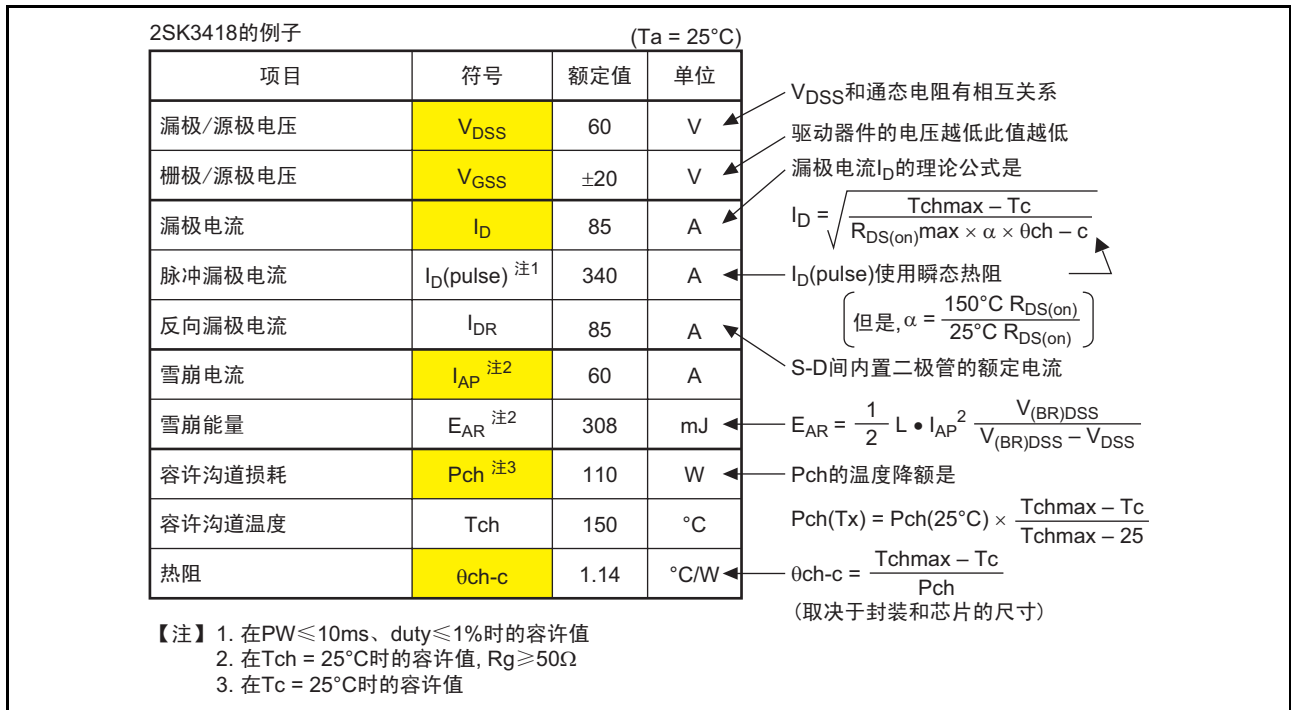 2SK3418的例子 (Ta = 25°C)
项目 符号 额定值 单位
漏极/源极电压 VDSS 60 V
栅极/源极电压 VGSS ±20 V
漏极电流 ID 85 A
脉冲漏极电流 ID(pulse) 注1 340 A
反向漏极电流 IDR 85 A
雪崩电流 IAP 注2 60 A
雪崩能量 EAR 注2 308 mJ
容许沟道损耗 Pch 注3 110 W
容许沟道温度 Tch 150 °C
热阻 θch-c 1.14 °C/W
VDSS和通态电阻有相互关系
驱动器件的电压越低此值越低
漏极电流ID的理论公式是
ID = √((Tchmax – Tc) / (RDS(on)max × α × θch – c))
ID(pulse)使用瞬态热阻
(但是,α = 150°C RDS(on) / 25°C RDS(on))
S-D间内置二极管的额定电流
EAR = 1/2 L • IAP² V(BR)DSS / (V(BR)DSS – VDSS)
Pch的温度降额是
Pch(Tx) = Pch(25°C) × (Tchmax – Tc) / (Tchmax – 25)
θch-c = (Tchmax – Tc) / Pch
(取决于封装和芯片的尺寸)
【注】1. 在PW≤10ms、duty≤1%时的容许值
2. 在Tch = 25°C时的容许值, Rg≥50Ω
3. 在Tc = 25°C时的容许值